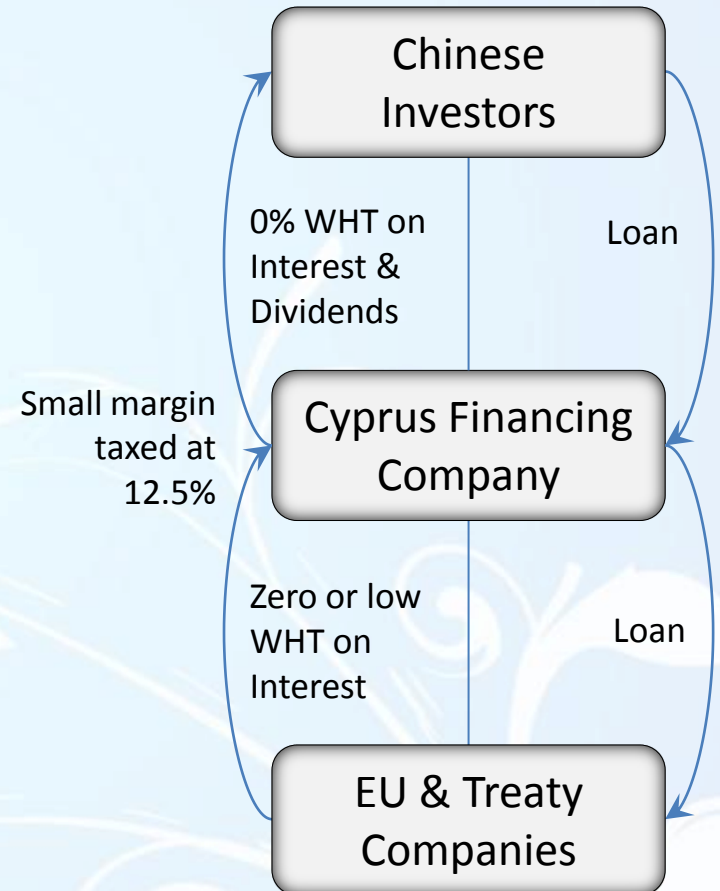 Chinese
Investors
0% WHT on
Interest &
Dividends
Loan
Small margin
taxed at
12.5%
Cyprus Financing
Company
Zero or low
WHT on
Interest
Loan
EU & Treaty
Companies